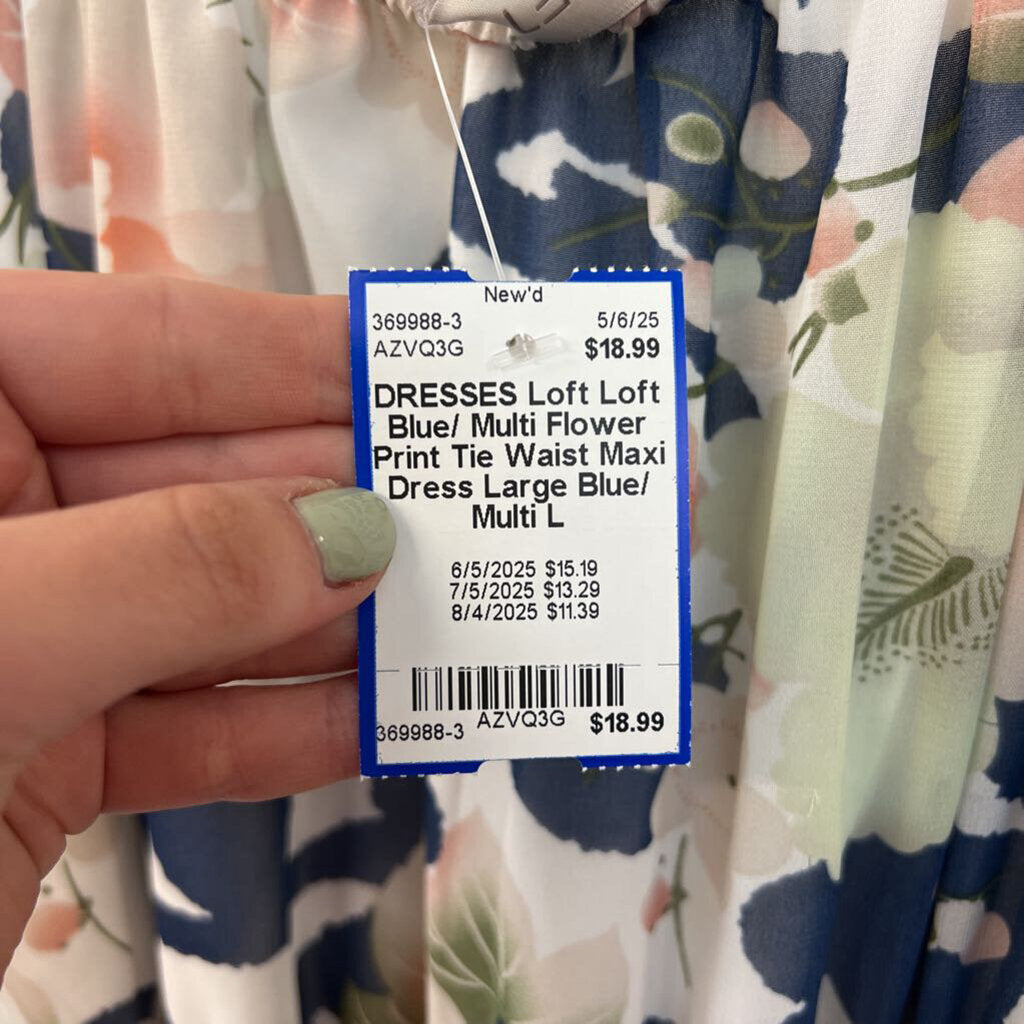 New'd
369988-3 5/6/25
AZVQ3G $18.99
DRESSES Loft Loft
Blue/ Multi Flower
Print Tie Waist Maxi
Dress Large Blue/
Multi L
6/5/2025 $15.19
7/5/2025 $13.29
8/4/2025 $11.39
369988-3 AZVQ3G $18.99